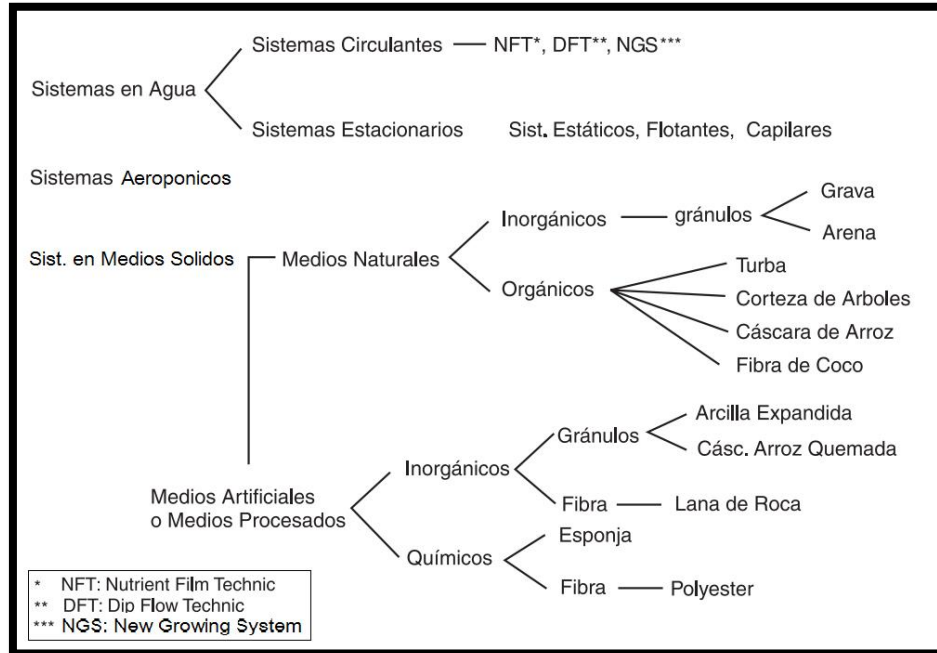 Sistemas Circulantes — NFT*, DFT**, NGS***
Sistemas en Agua
Sistemas Estacionarios Sist. Estáticos, Flotantes, Capilares
Sistemas Aeroponicos
Grava
Inorgánicos — gránulos
Arena
Sist. en Medios Solidos Medios Naturales
Turba
Orgánicos
Corteza de Arboles
Cáscara de Arroz
Fibra de Coco
Arcilla Expandida
Gránulos
Cásc. Arroz Quemada
Inorgánicos
Medios Artificiales
o Medios Procesados
Fibra — Lana de Roca
Esponja
Químicos
Fibra — Polyester
* NFT: Nutrient Film Technic
** DFT: Dip Flow Technic
*** NGS: New Growing System